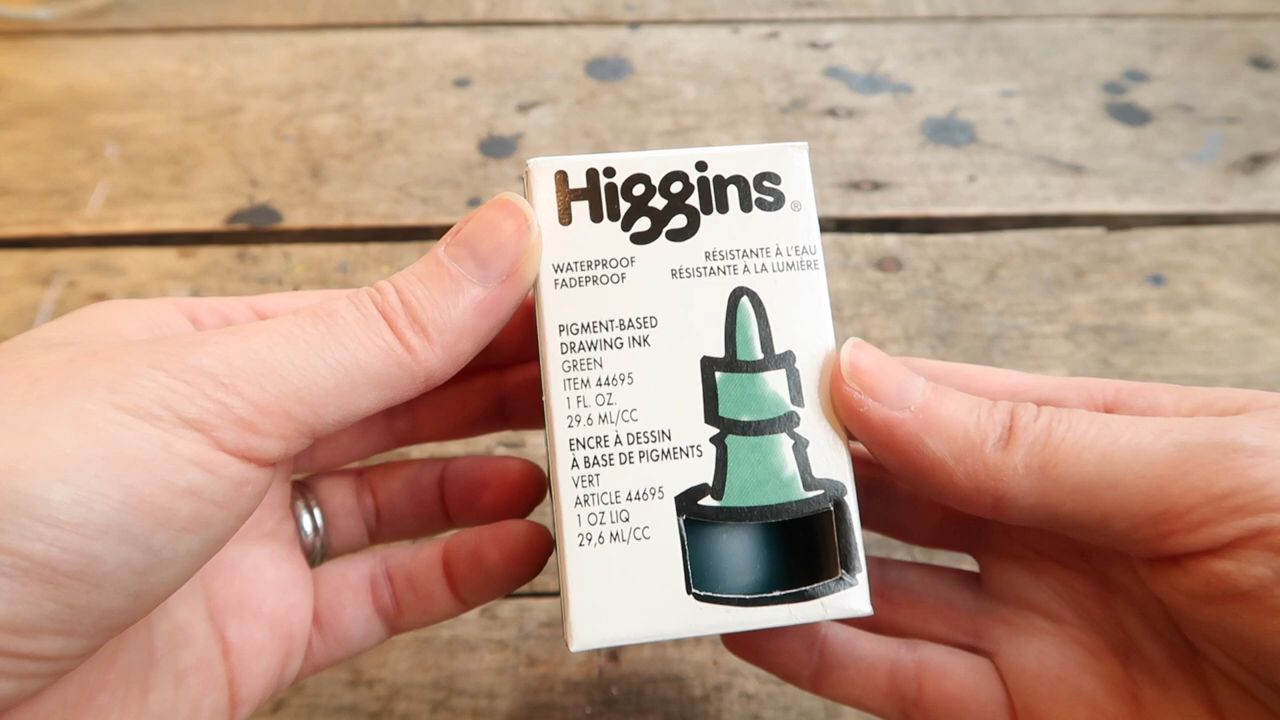 Higgins®
WATERPROOF
FADEPROOF
RÉSISTANTE À L'EAU
RÉSISTANTE À LA LUMIÈRE
PIGMENT-BASED
DRAWING INK
GREEN
ITEM 44695
1 FL. OZ.
29.6 ML/CC
ENCRE À DESSIN
À BASE DE PIGMENTS
VERT
ARTICLE 44695
1 OZ LIQ
29,6 ML/CC